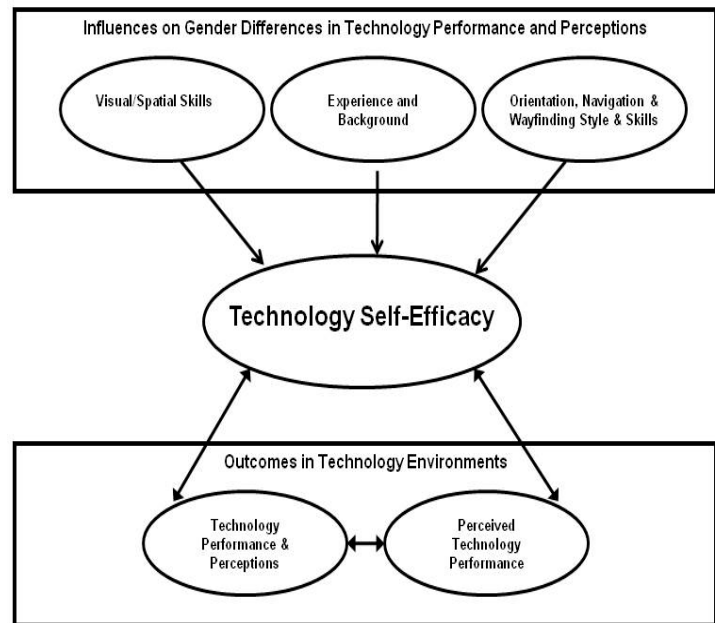 Influences on Gender Differences in Technology Performance and Perceptions
Visual/Spatial Skills
Experience and
Background
Orientation, Navigation &
Wayfinding Style & Skills
Technology Self-Efficacy
Outcomes in Technology Environments
Technology
Performance &
Perceptions
Perceived
Technology
Performance